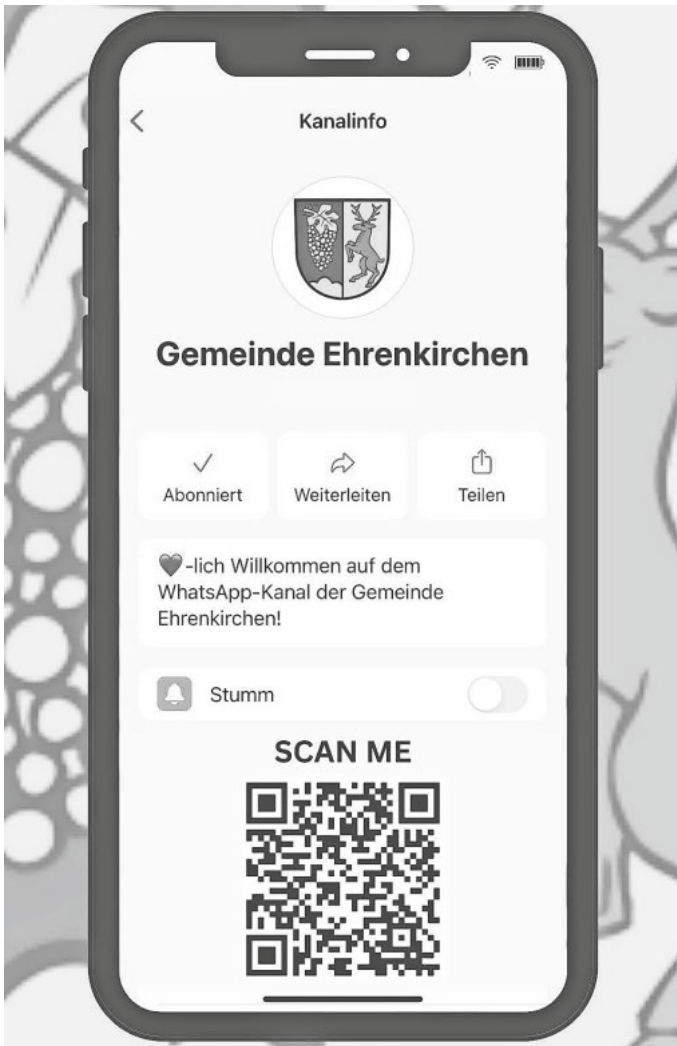 Kanalinfo
Gemeinde Ehrenkirchen
Abonniert
Weiterleiten
Teilen
🖤-lich Willkommen auf dem
WhatsApp-Kanal der Gemeinde
Ehrenkirchen!
Stumm
SCAN ME